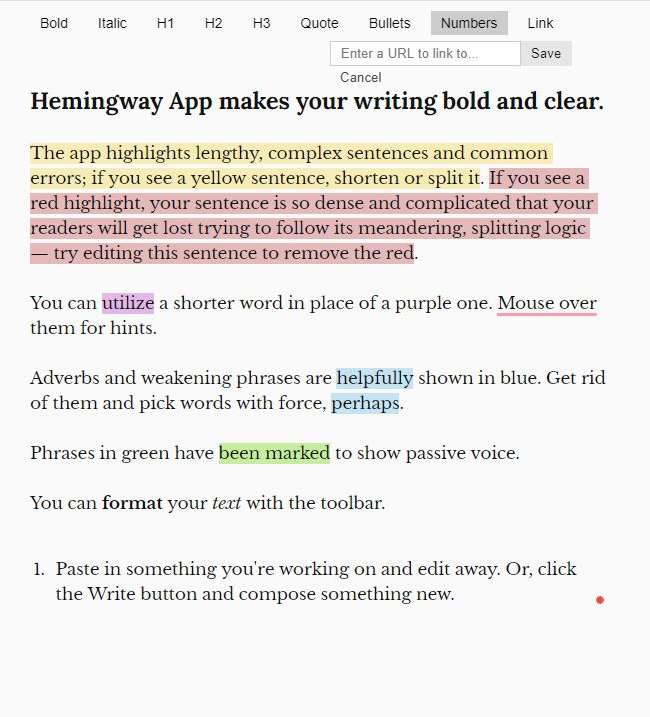 Bold Italic H1 H2 H3 Quote Bullets Numbers Link
Enter a URL to link to... Save
Cancel
Hemingway App makes your writing bold and clear.
The app highlights lengthy, complex sentences and common
errors; if you see a yellow sentence, shorten or split it. If you see a
red highlight, your sentence is so dense and complicated that your
readers will get lost trying to follow its meandering, splitting logic
— try editing this sentence to remove the red.
You can utilize a shorter word in place of a purple one. Mouse over
them for hints.
Adverbs and weakening phrases are helpfully shown in blue. Get rid
of them and pick words with force, perhaps.
Phrases in green have been marked to show passive voice.
You can format your text with the toolbar.
1. Paste in something you're working on and edit away. Or, click
the Write button and compose something new.